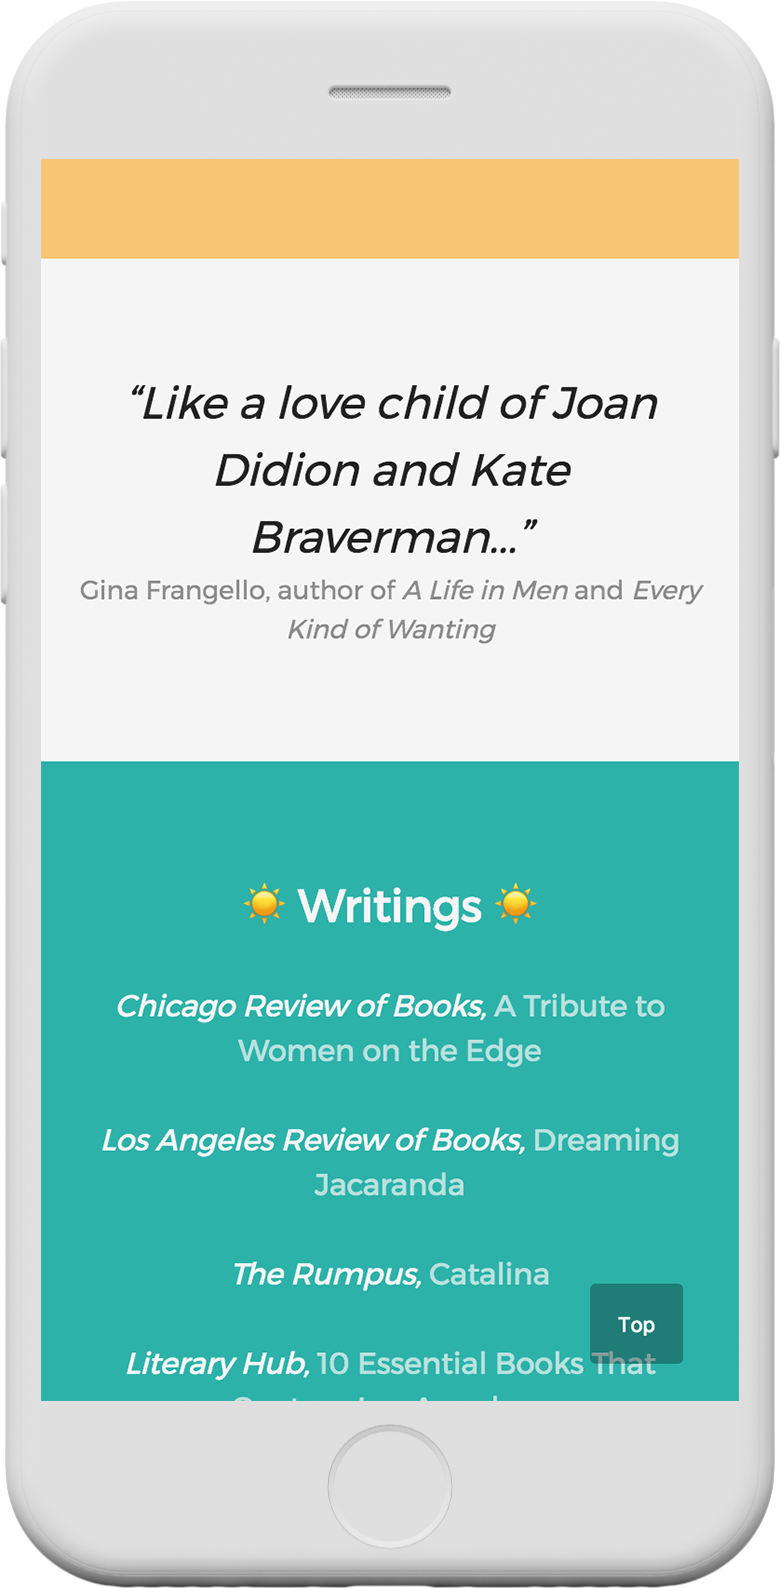 “Like a love child of Joan
Didion and Kate
Braverman...”
Gina Frangello, author of A Life in Men and Every
Kind of Wanting
☀️ Writings ☀️
Chicago Review of Books, A Tribute to
Women on the Edge
Los Angeles Review of Books, Dreaming
Jacaranda
The Rumpus, Catalina
Top
Literary Hub, 10 Essential Books That